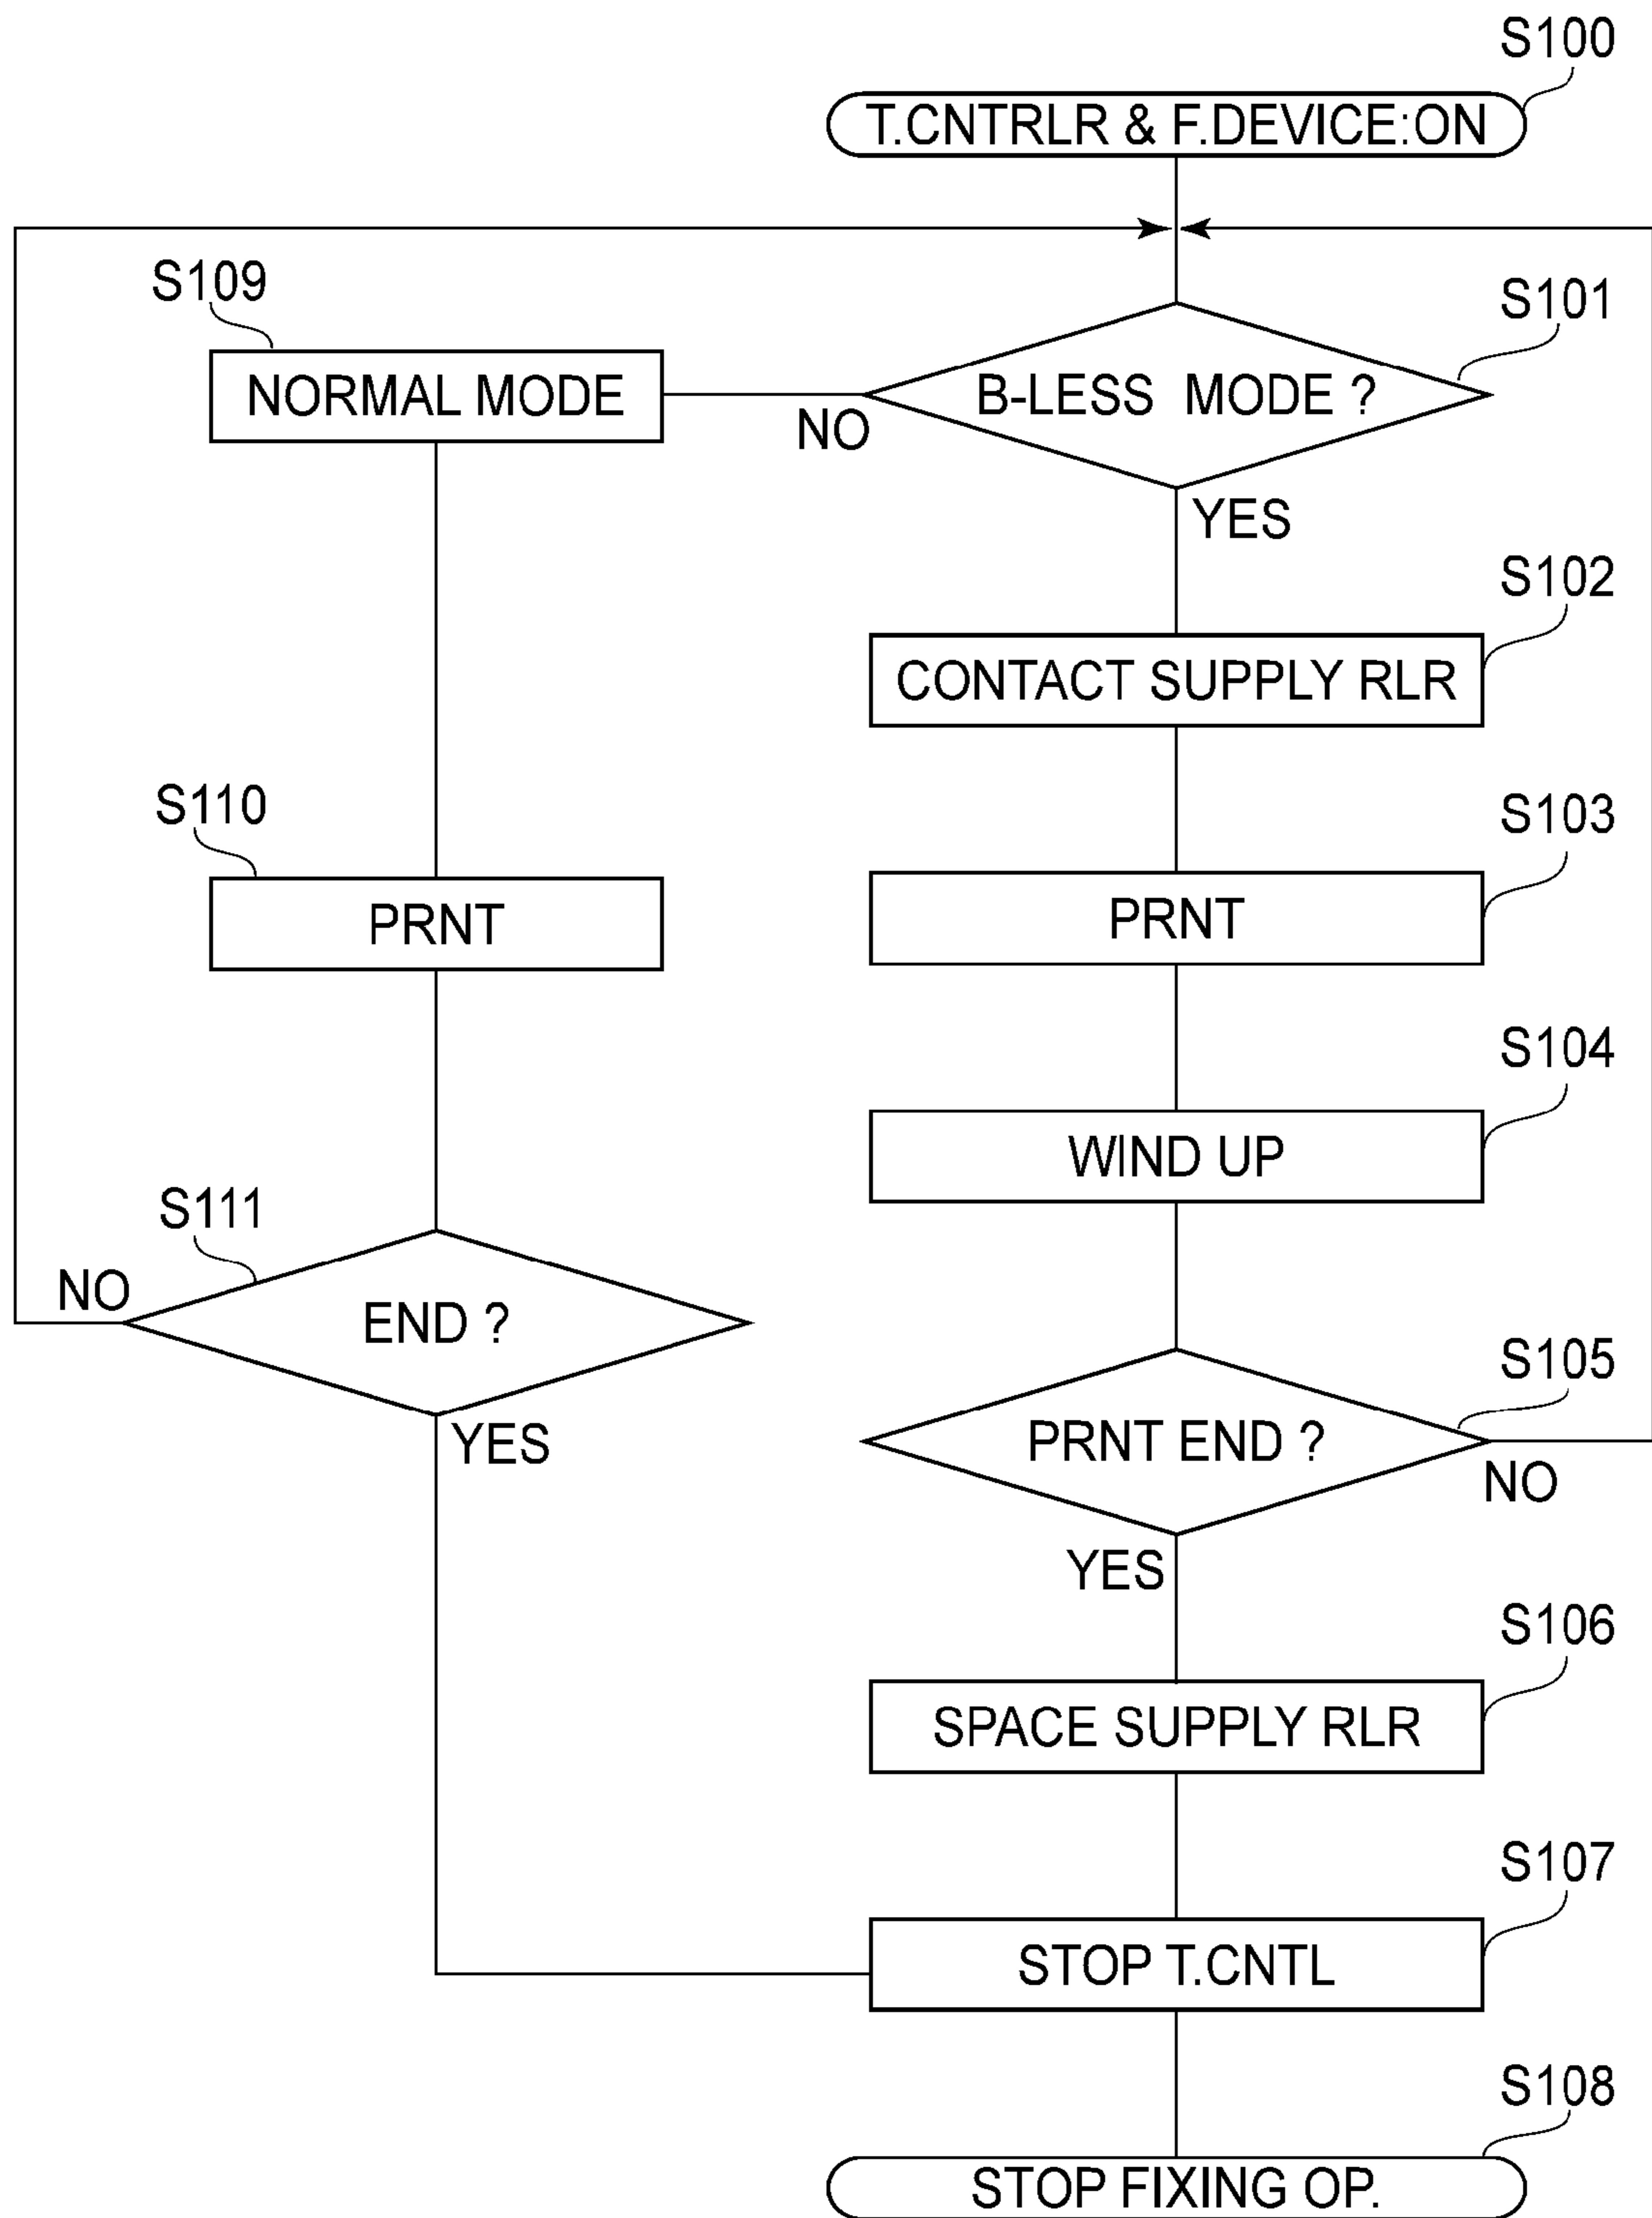 S100
T.CNTRLR & F.DEVICE:ON
S109
S101
NORMAL MODE
B-LESS MODE ?
NO
YES
S102
CONTACT SUPPLY RLR
S110
S103
PRNT
PRNT
S104
WIND UP
S111
NO
END ?
S105
YES
PRNT END ?
NO
YES
S106
SPACE SUPPLY RLR
S107
STOP T.CNTL
S108
STOP FIXING OP.